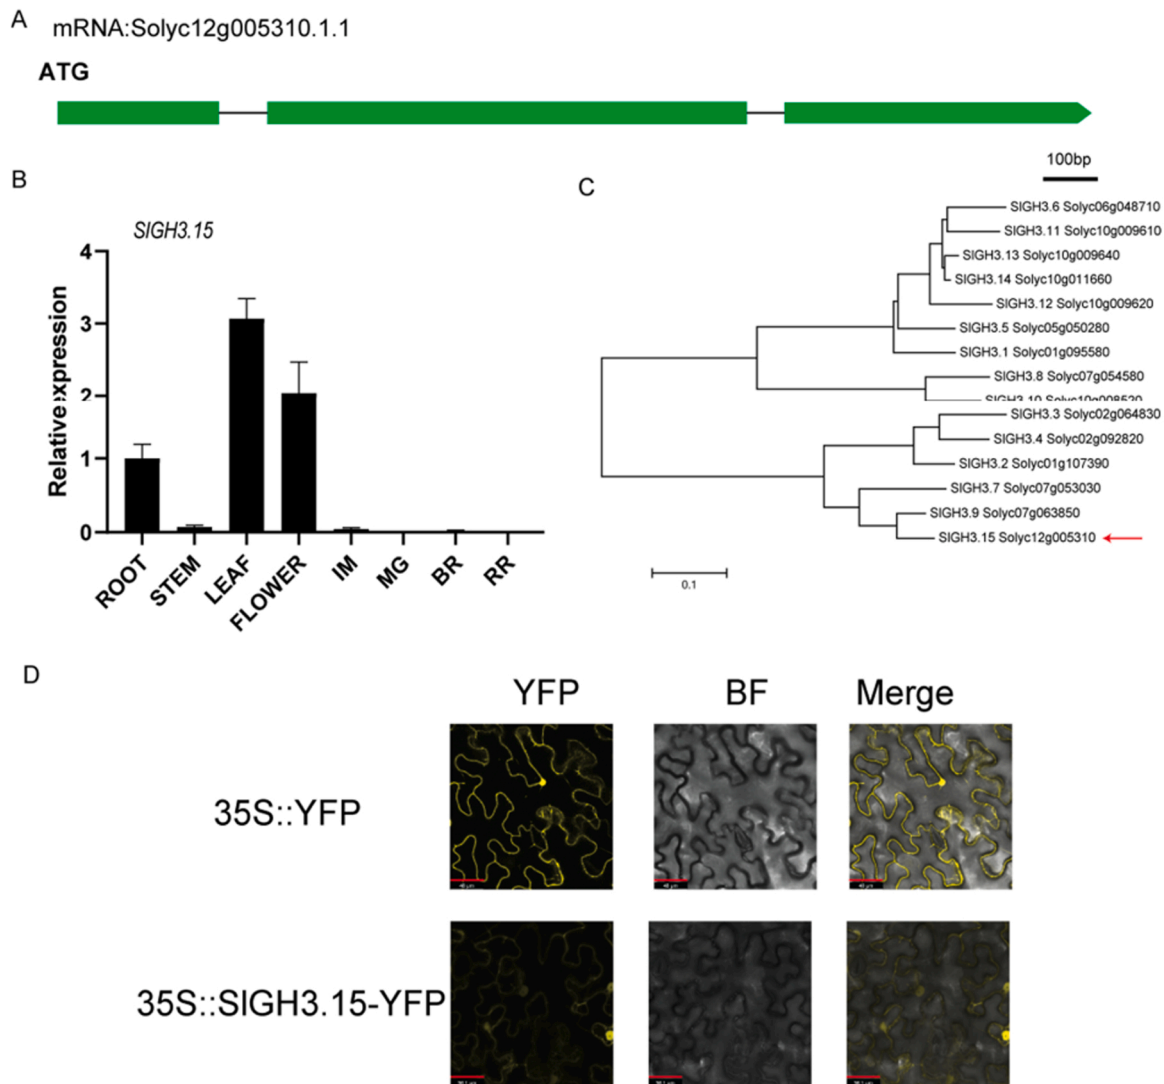 A
mRNA:Solyc12g005310.1.1
ATG
100bp
B
SlGH3.15
Relative expression
4
3
2
1
0
ROOT
STEM
LEAF
FLOWER
IM
MG
BR
RR
C
SlGH3.6 Solyc06g048710
SlGH3.11 Solyc10g009610
SlGH3.13 Solyc10g009640
SlGH3.14 Solyc10g011660
SlGH3.12 Solyc10g009620
SlGH3.5 Solyc05g050280
SlGH3.1 Solyc01g095580
SlGH3.8 Solyc07g054580
SlGH3.10 Solyc10g008520
SlGH3.3 Solyc02g064830
SlGH3.4 Solyc02g092820
SlGH3.2 Solyc01g107390
SlGH3.7 Solyc07g053030
SlGH3.9 Solyc07g063850
SlGH3.15 Solyc12g005310
0.1
D
YFP BF Merge
35S::YFP
35S::SlGH3.15-YFP